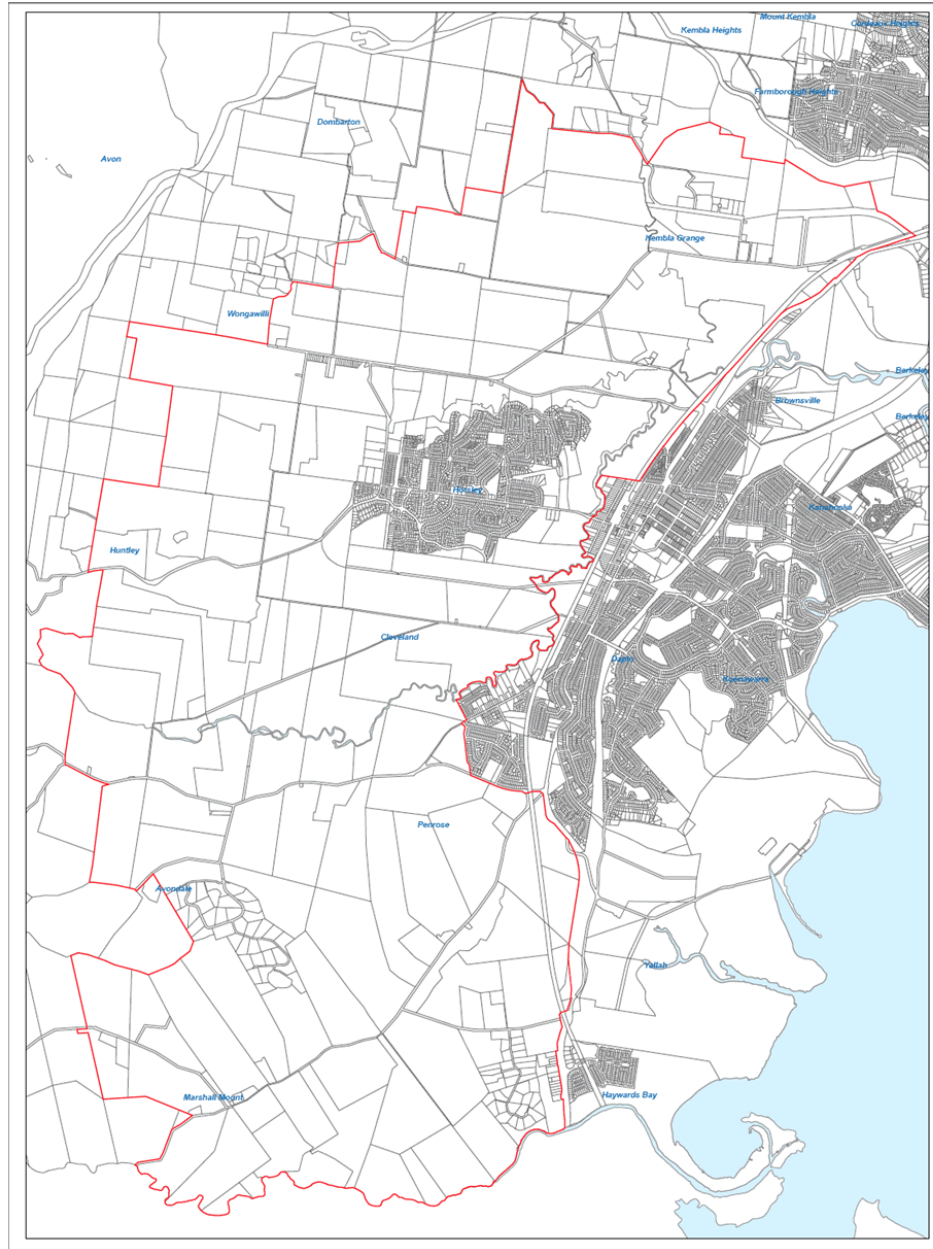 Mount Kembla
Cordeaux Heights
Kembla Heights
Farmborough Heights
Dombarton
Avon
Kembla Grange
Wongawilli
Berkeley
Brownsville
Berkeley
Horsley
Kanahooka
Huntley
Cleveland
Dapto
Koonawarra
Penrose
Avondale
Yallah
Marshall Mount
Haywards Bay